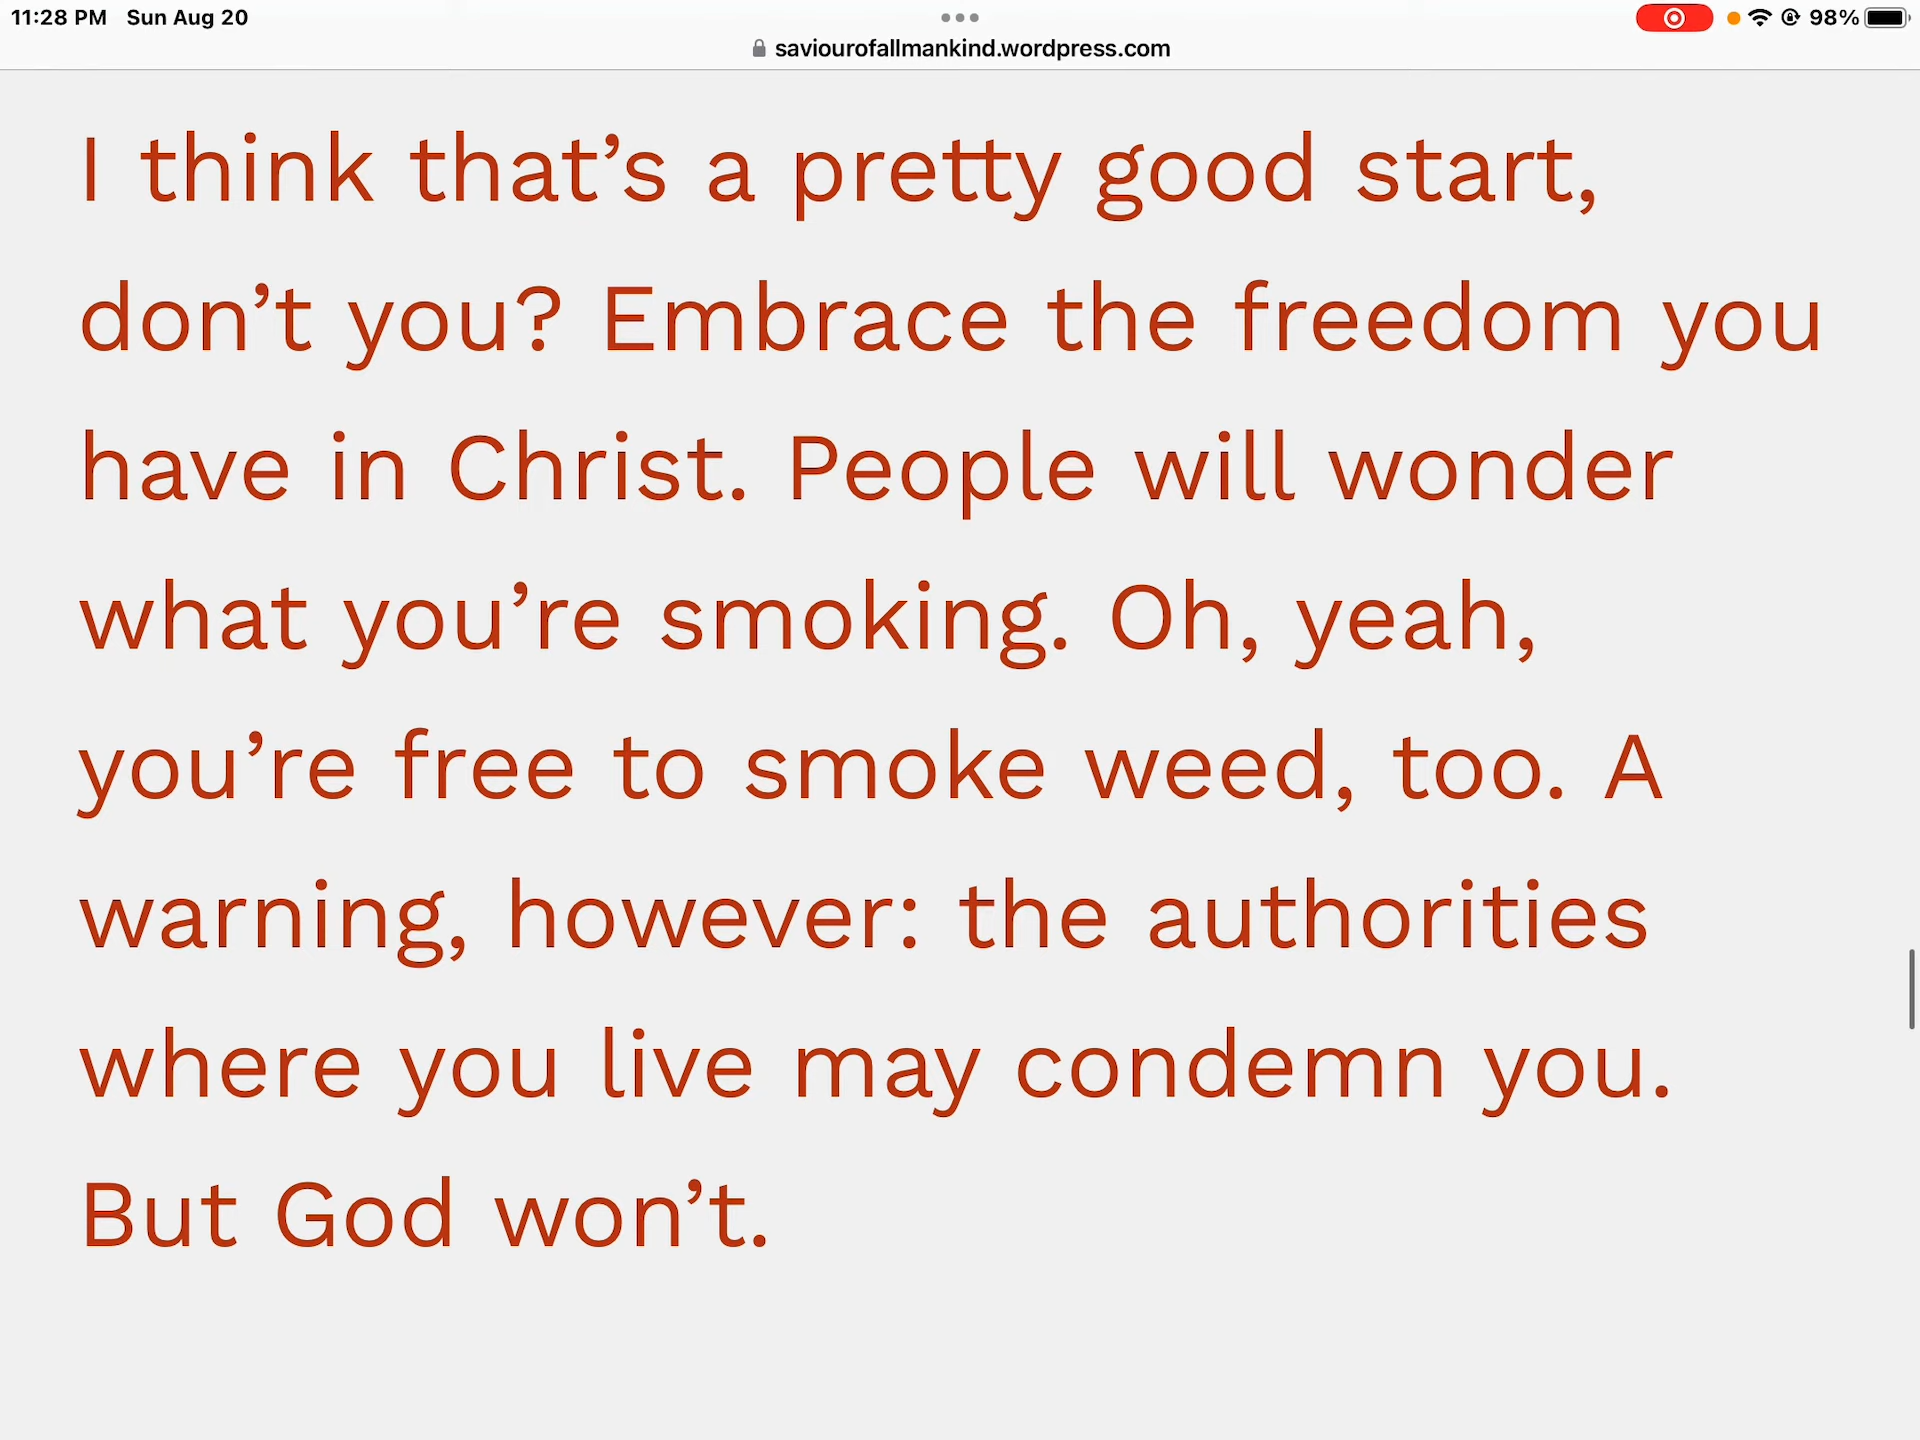 11:28 PM Sun Aug 20
98%
saviourofallmankind.wordpress.com
I think that’s a pretty good start,
don’t you? Embrace the freedom you
have in Christ. People will wonder
what you’re smoking. Oh, yeah,
you’re free to smoke weed, too. A
warning, however: the authorities
where you live may condemn you.
But God won’t.